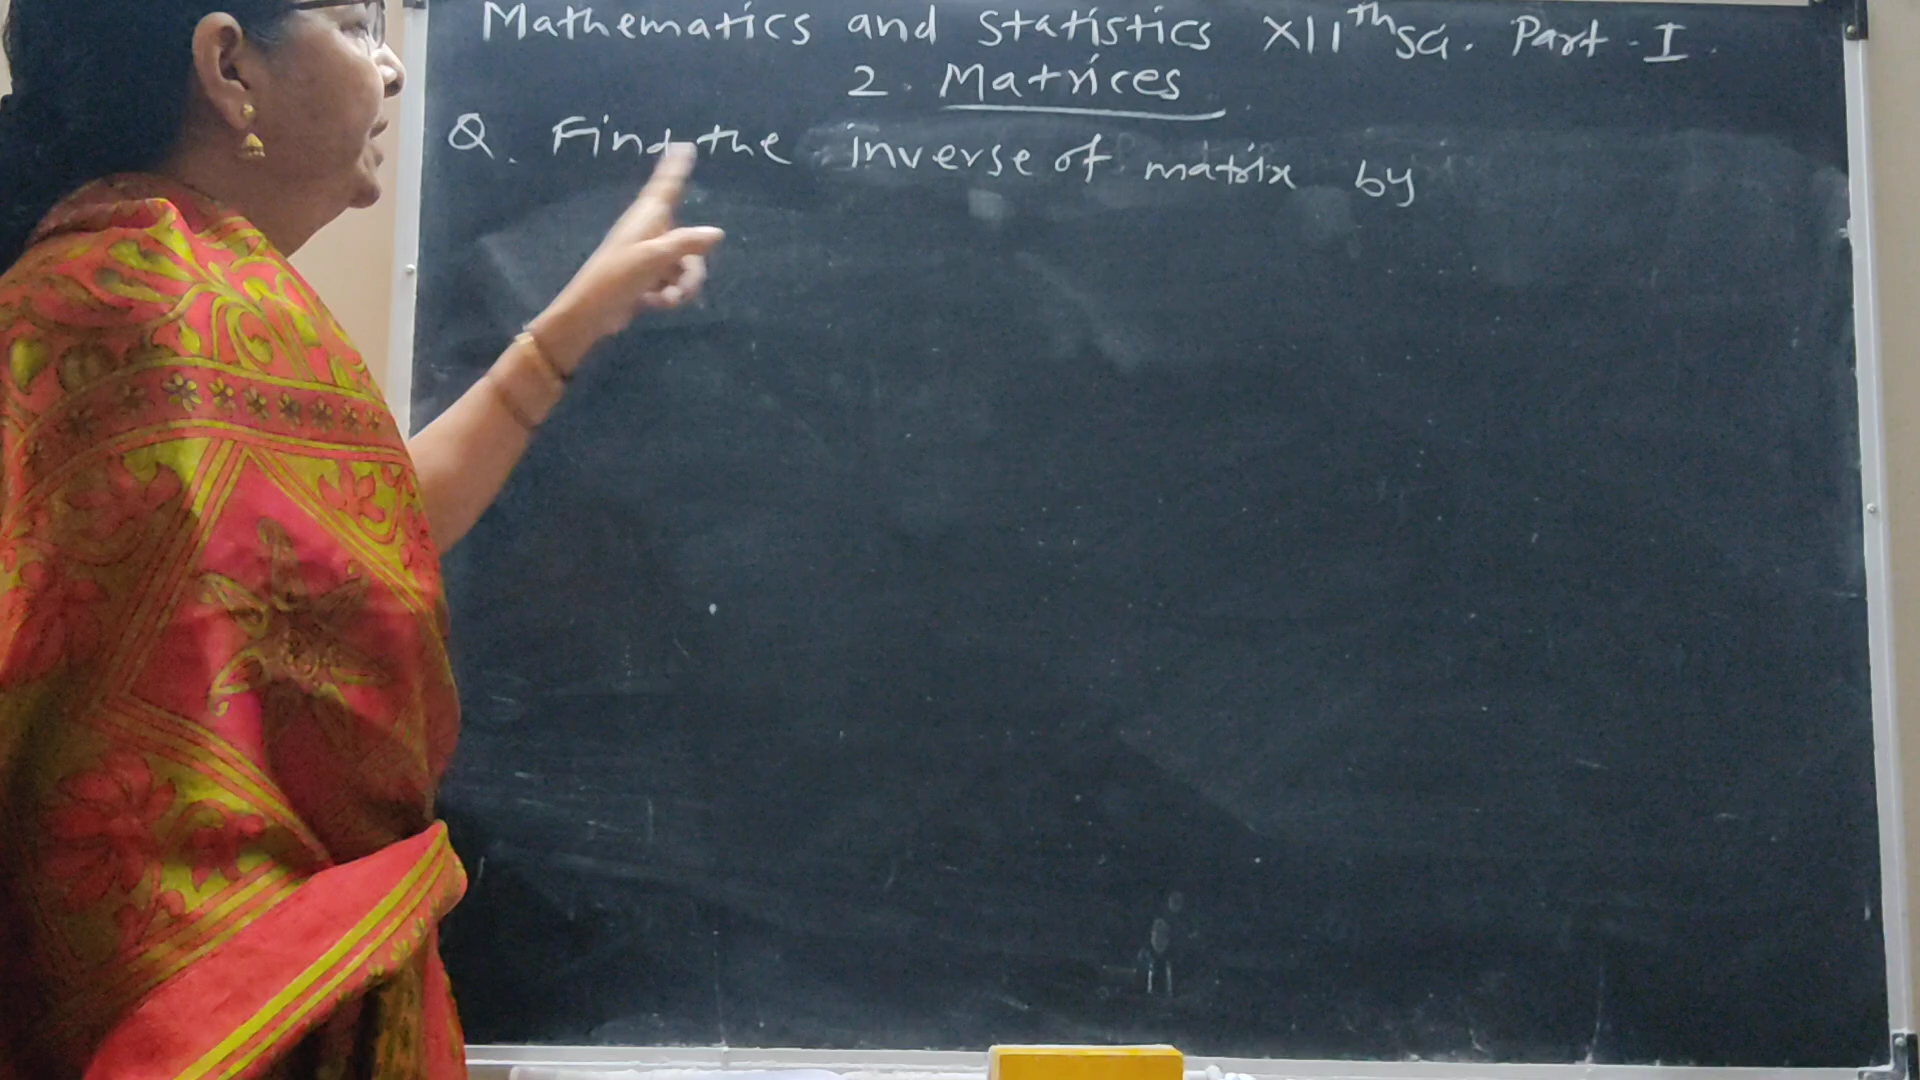 Mathematics and Statistics XIIth Sci. Part - I
2. Matrices
Q. Find the inverse of matrix by